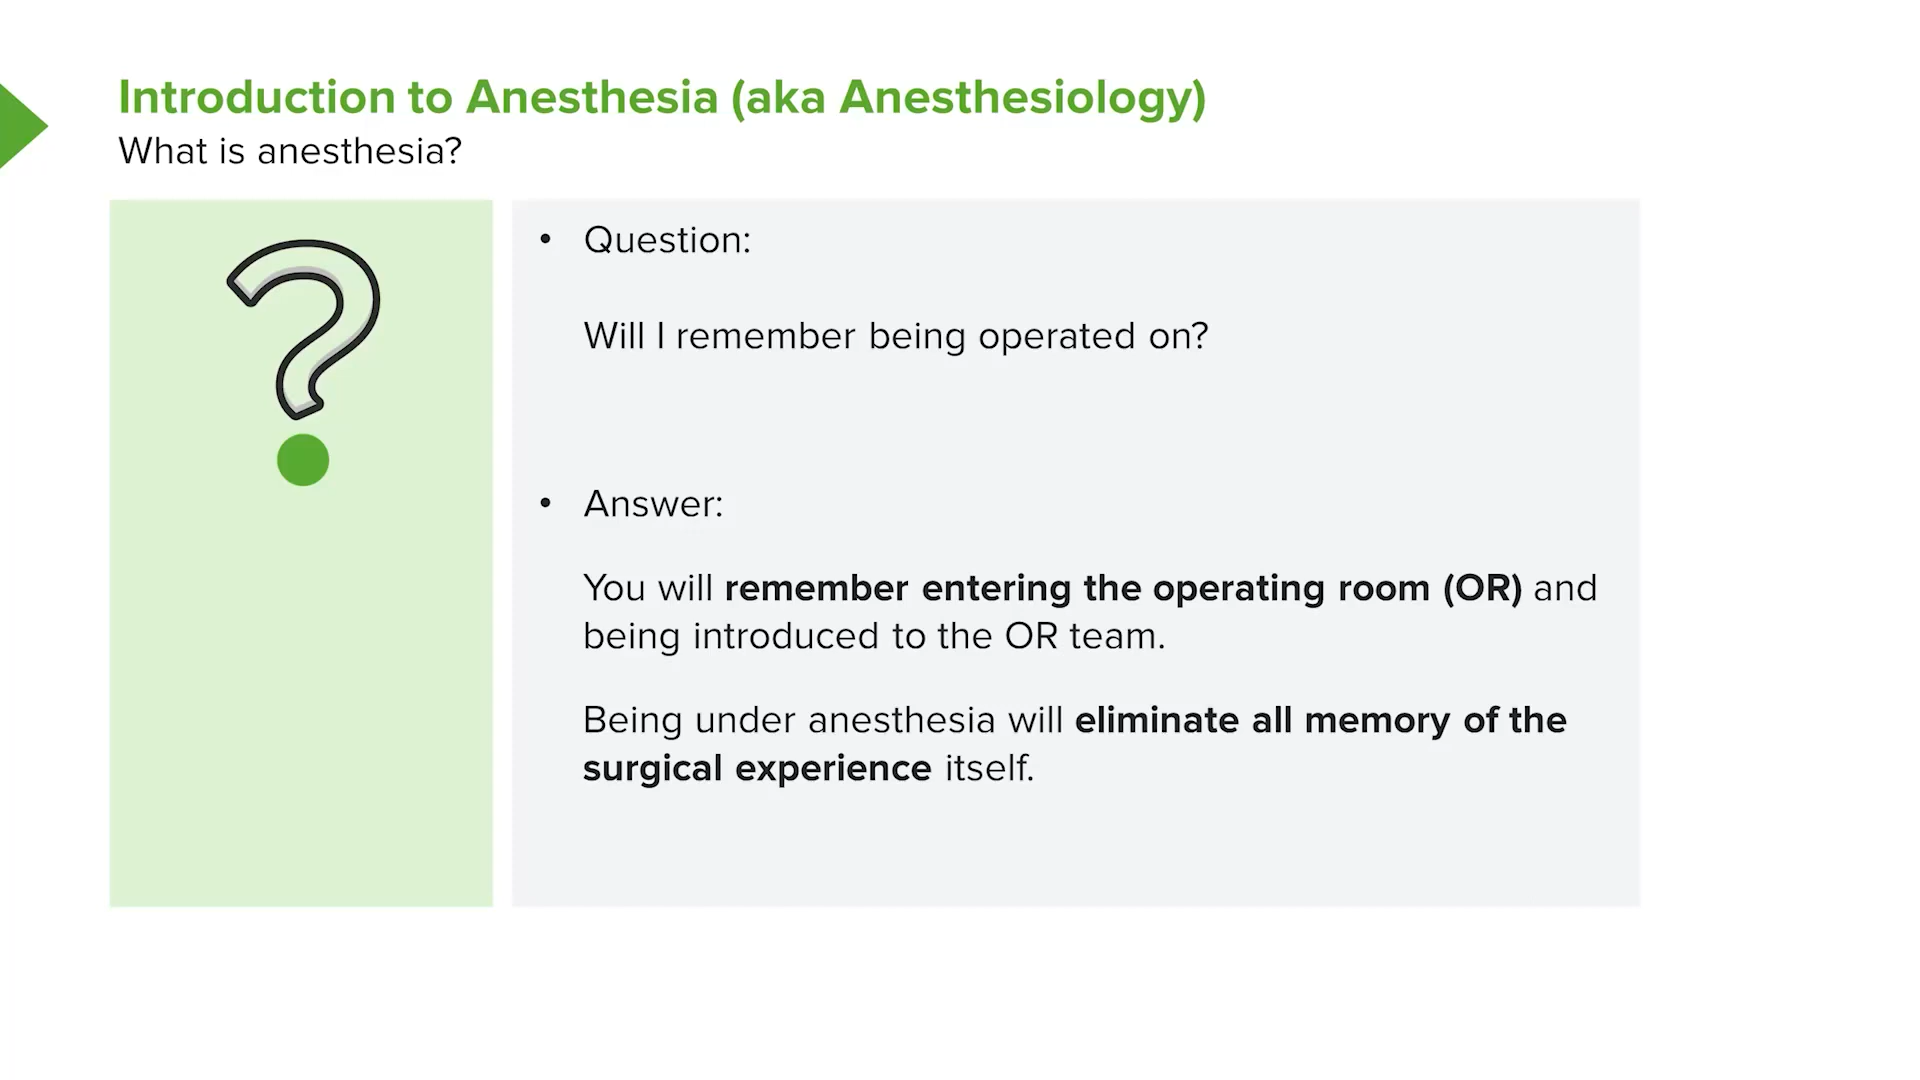 Introduction to Anesthesia (aka Anesthesiology)
What is anesthesia?
• Question:
Will I remember being operated on?
• Answer:
You will remember entering the operating room (OR) and
being introduced to the OR team.
Being under anesthesia will eliminate all memory of the
surgical experience itself.